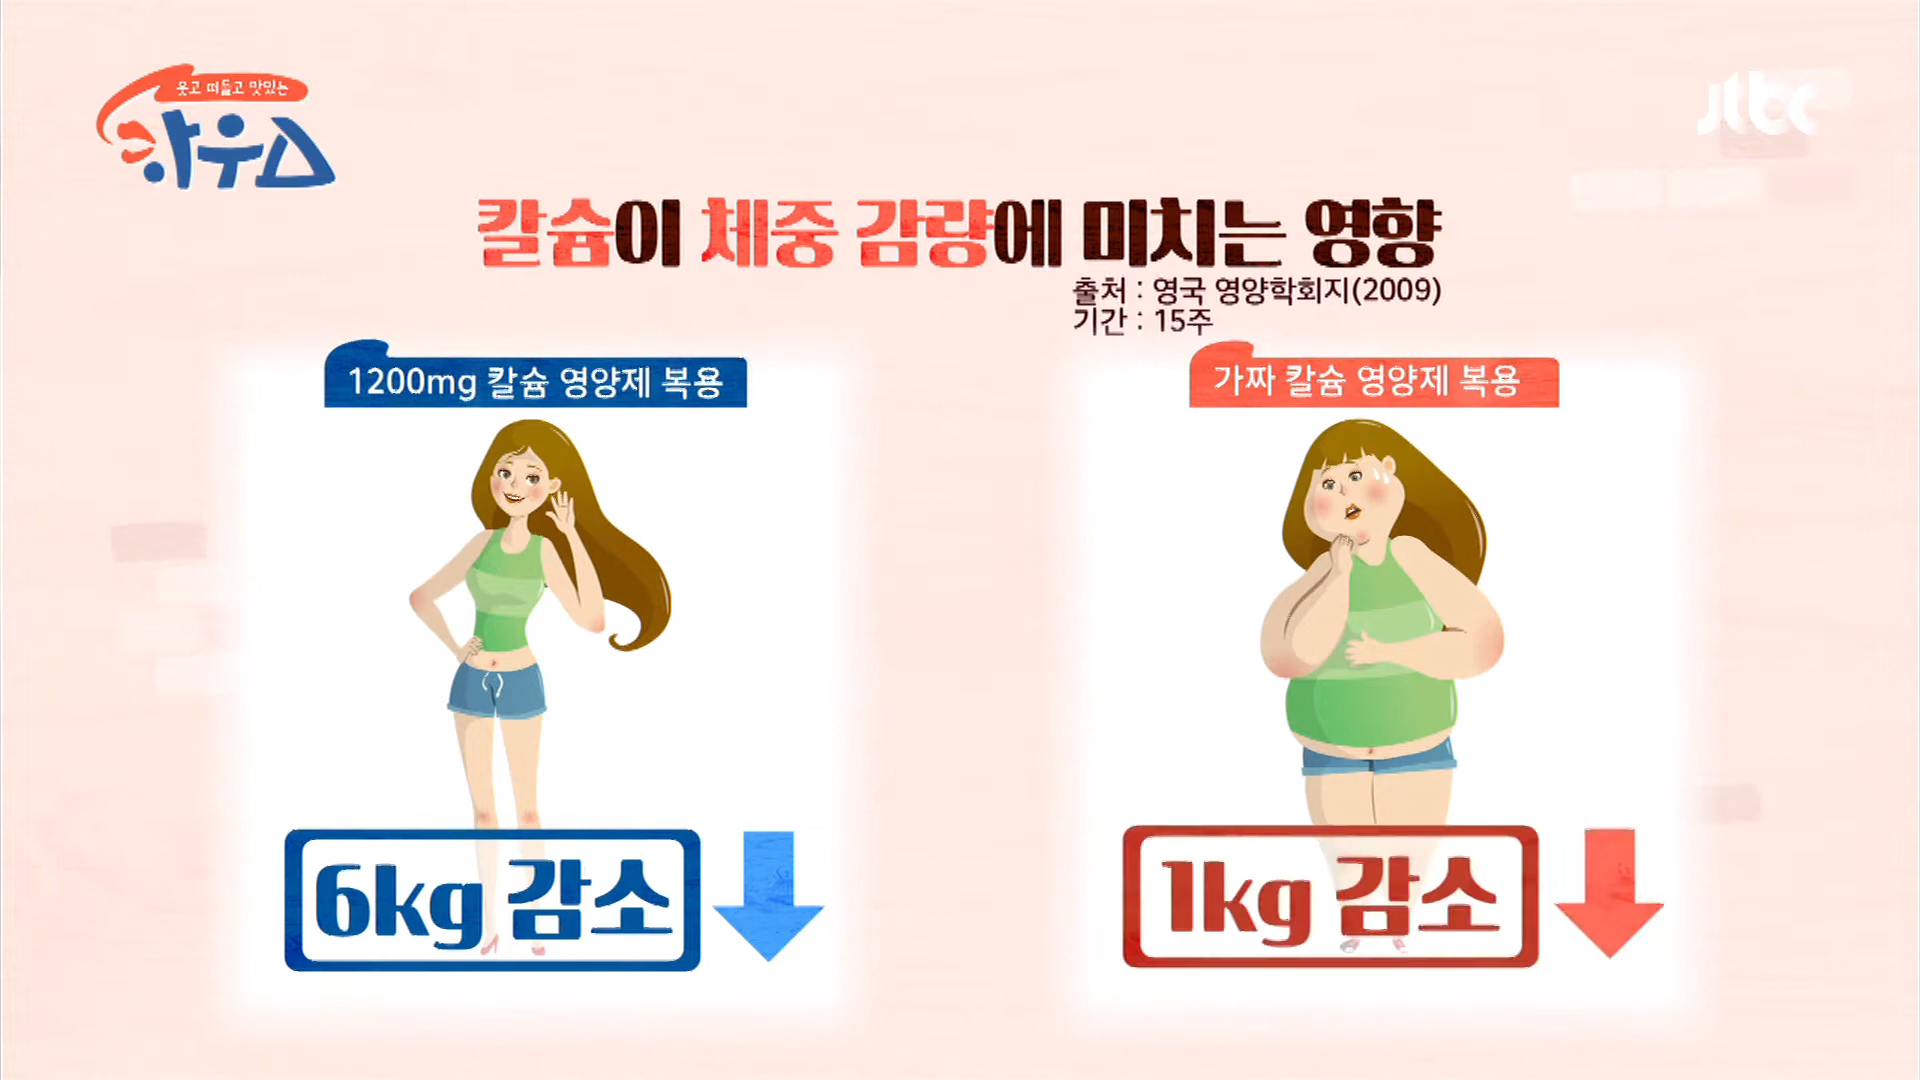 웃고 떠들고 맛있는
하우스
jtbc
칼슘이 체중 감량에 미치는 영향
출처 : 영국 영양학회지(2009)
기간 : 15주
1200mg 칼슘 영양제 복용
6kg 감소
가짜 칼슘 영양제 복용
1kg 감소